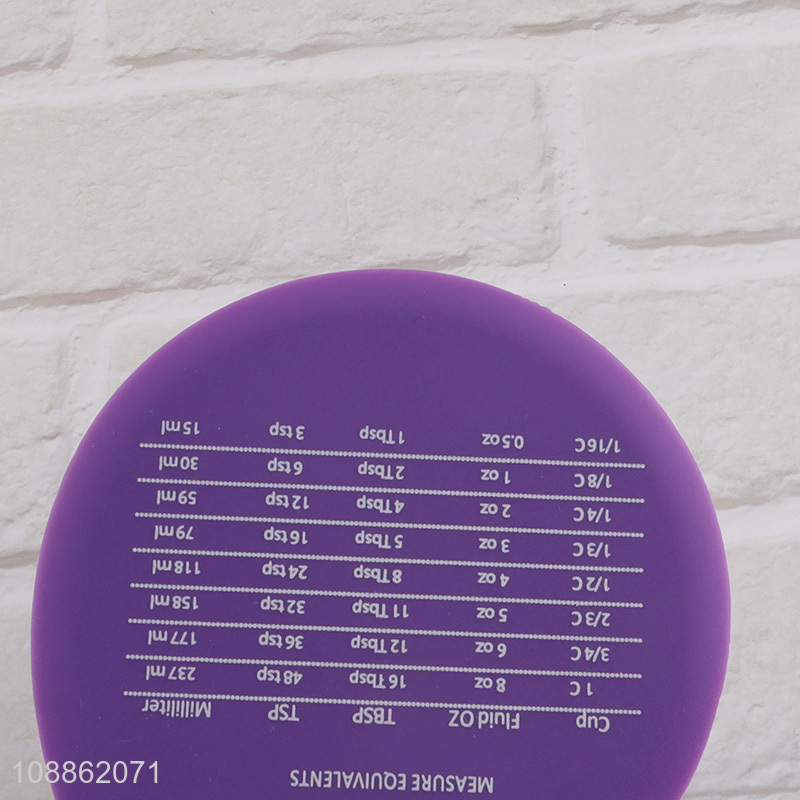 MEASURE EQUIVALENTS
Cup Fluid OZ TBSP TSP Milliliter
1 C 8 oz 16 Tbsp 48 tsp 237 ml
3/4 C 6 oz 12 Tbsp 36 tsp 177 ml
2/3 C 5 oz 11 Tbsp 32 tsp 158 ml
1/2 C 4 oz 8 Tbsp 24 tsp 118 ml
1/3 C 3 oz 5 Tbsp 16 tsp 79 ml
1/4 C 2 oz 4 Tbsp 12 tsp 59 ml
1/8 C 1 oz 2 Tbsp 6 tsp 30 ml
1/16 C 0.5 oz 1 Tbsp 3 tsp 15 ml
108862071